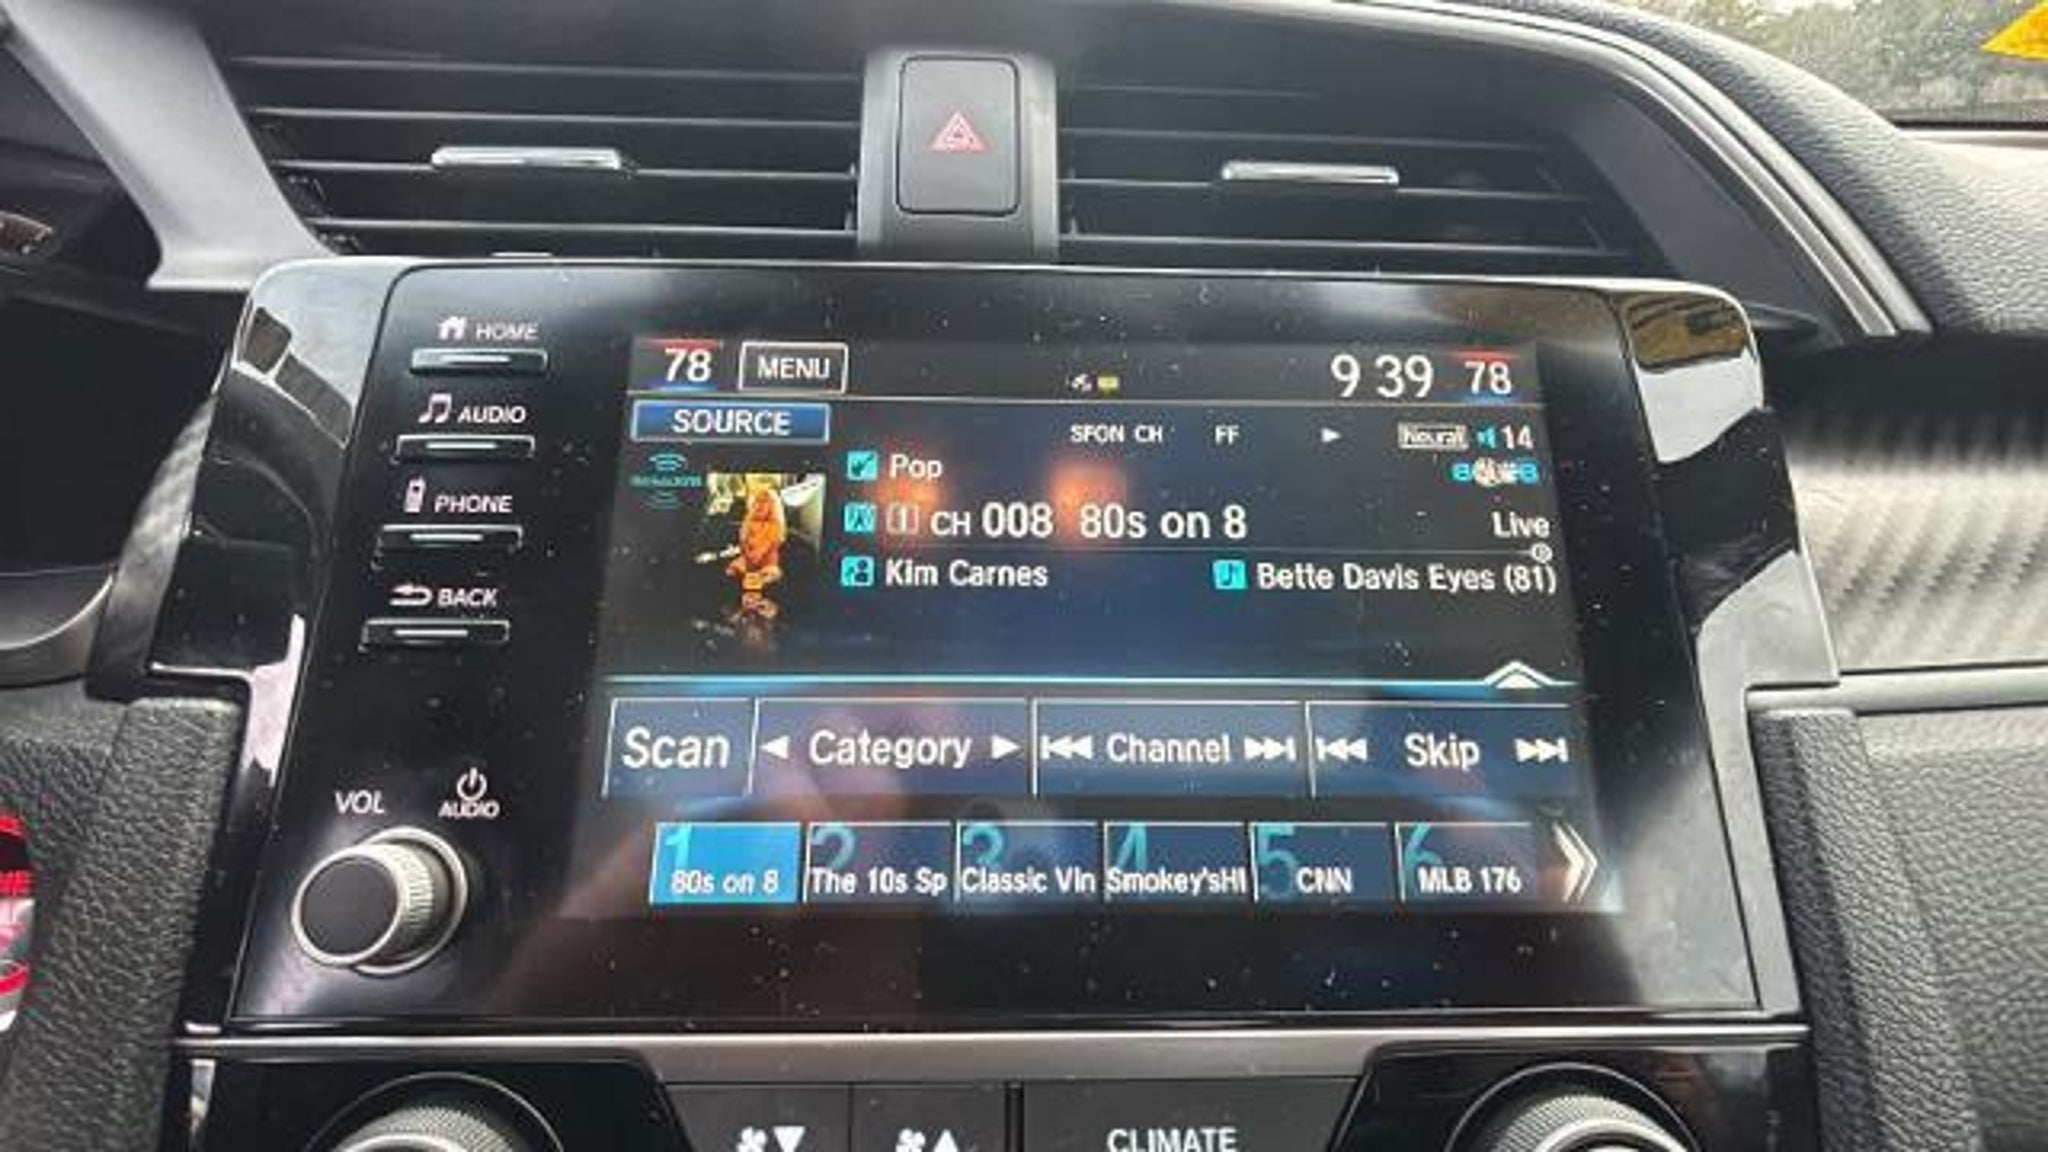 HOME
AUDIO
PHONE
BACK
VOL
AUDIO
78 MENU 9 39 78
SOURCE
SFON CH FF Neural 14
Pop
1 CH 008 80s on 8 Live
Kim Carnes Bette Davis Eyes (81)
Scan Category Channel Skip
1 2 3 4 5 6
80s on 8 The 10s Sp Classic Vin Smokey'sHI CNN MLB 176
CLIMATE